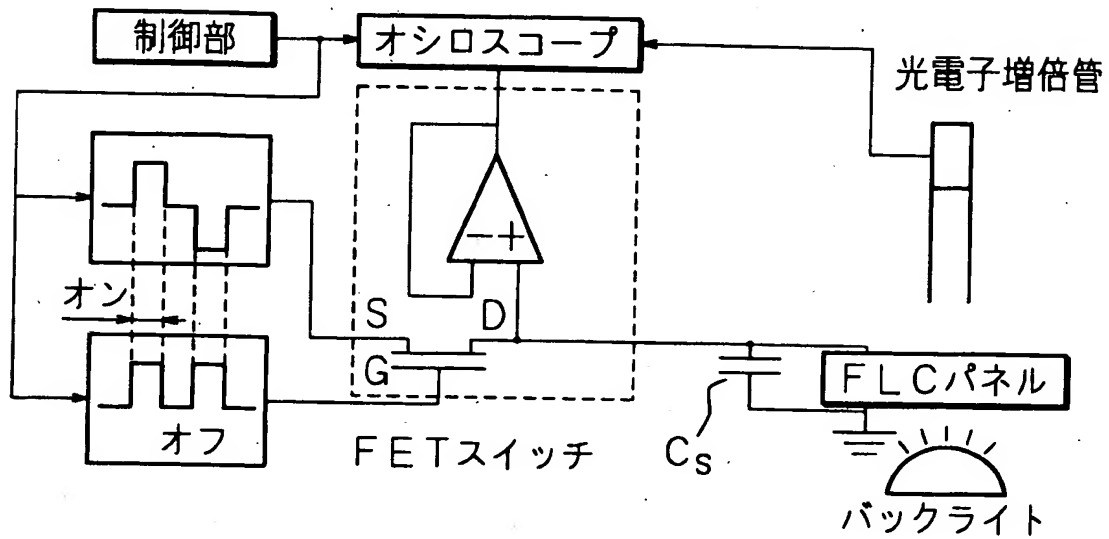 制御部
オシロスコープ
光電子増倍管
オン
オフ
S
D
G
− +
FETスイッチ
Cs
FLCパネル
バックライト